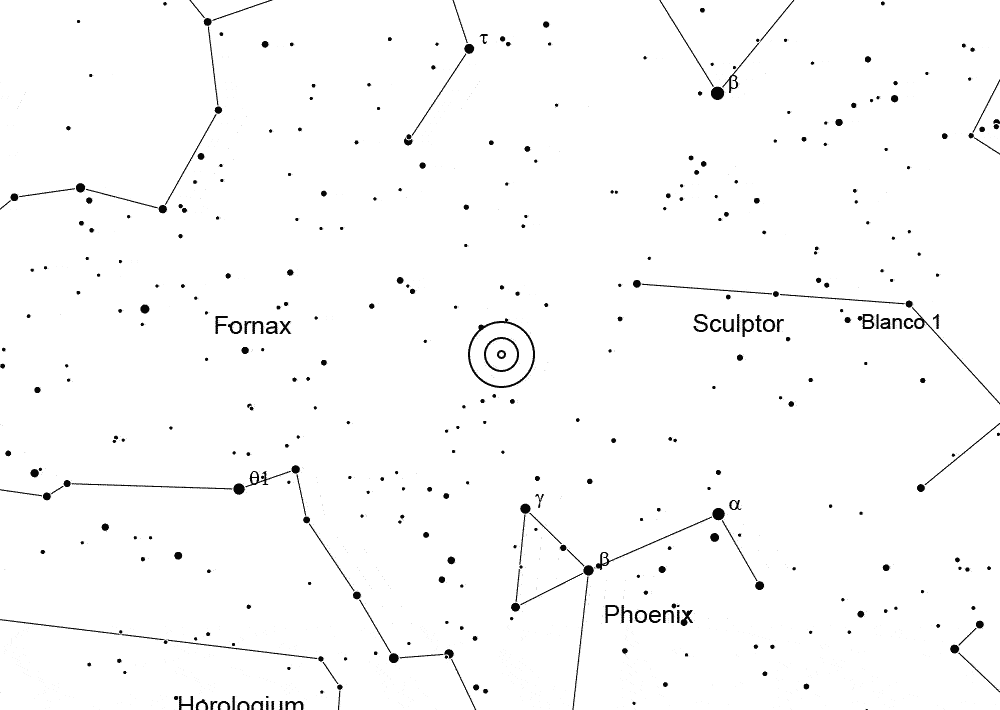 τ
β
Fornax
Sculptor
Blanco 1
θ1
γ
α
β
Phoenix
Horologium